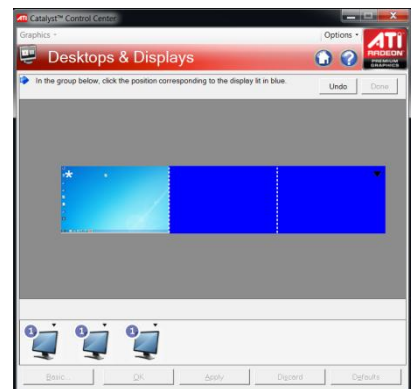 ATI Catalyst™ Control Center
Graphics
Options
ATI
RADEON
PREMIUM
GRAPHICS
Desktops & Displays
In the group below, click the position corresponding to the display lit in blue.
Undo
Done
1
1
1
Basic
OK
Apply
Discard
Defaults